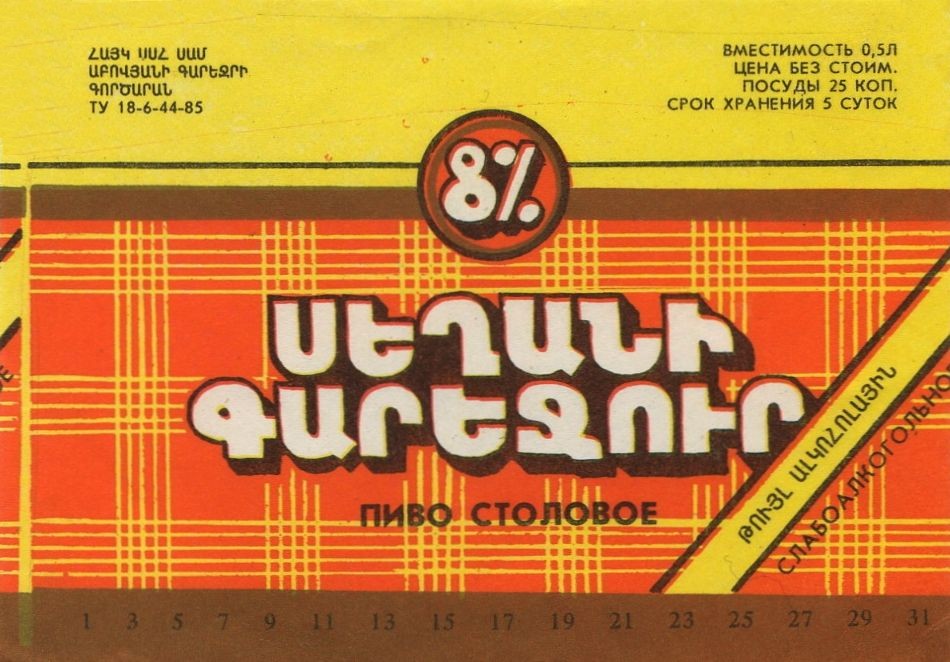 ՀԱՅԿ ՍՍՀ ՍԱՄ
ԱԲՈՎՅԱՆԻ ԳԱՐԵՋՐԻ
ԳՈՐԾԱՐԱՆ
ТУ 18-6-44-85
ВМЕСТИМОСТЬ 0,5Л
ЦЕНА БЕЗ СТОИМ.
ПОСУДЫ 25 КОП.
СРОК ХРАНЕНИЯ 5 СУТОК
8%
ՍԵՂԱՆԻ
ԳԱՐԵՋՈՒՐ
ПИВО СТОЛОВОЕ
ԹՈՒՅԼ ԱԼԿՈՀՈԼԱՅԻՆ
СЛАБОАЛКОГОЛЬНОЕ
1 3 5 7 9 11 13 15 17 19 21 23 25 27 29 31